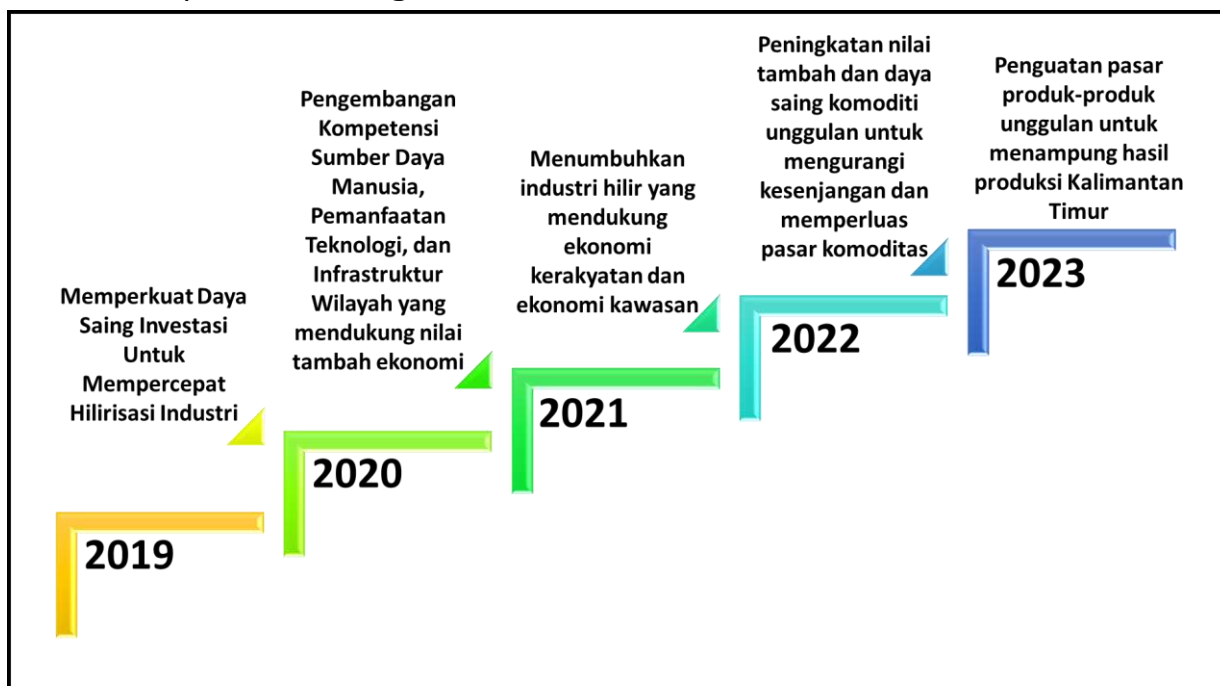 Memperkuat Daya
Saing Investasi
Untuk
Mempercepat
Hilirisasi Industri
2019
Pengembangan
Kompetensi
Sumber Daya
Manusia,
Pemanfaatan
Teknologi, dan
Infrastruktur
Wilayah yang
mendukung nilai
tambah ekonomi
2020
Menumbuhkan
industri hilir yang
mendukung
ekonomi
kerakyatan dan
ekonomi kawasan
2021
Peningkatan nilai
tambah dan daya
saing komoditi
unggulan untuk
mengurangi
kesenjangan dan
memperluas
pasar komoditas
2022
Penguatan pasar
produk-produk
unggulan untuk
menampung hasil
produksi Kalimantan
Timur
2023